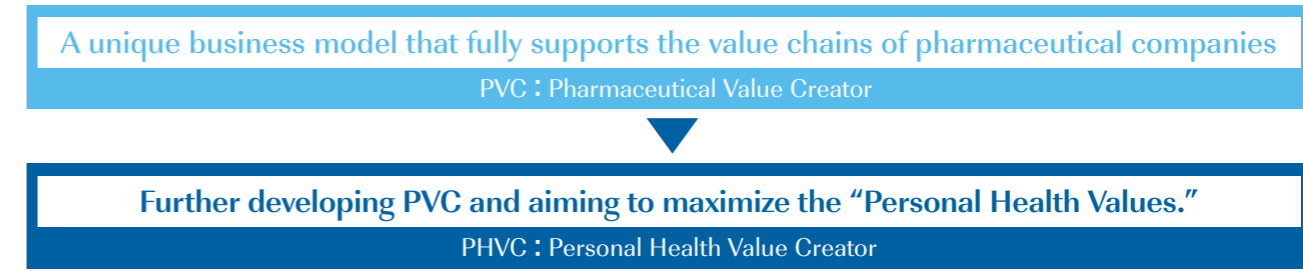 A unique business model that fully supports the value chains of pharmaceutical companies
PVC：Pharmaceutical Value Creator
Further developing PVC and aiming to maximize the “Personal Health Values.”
PHVC：Personal Health Value Creator